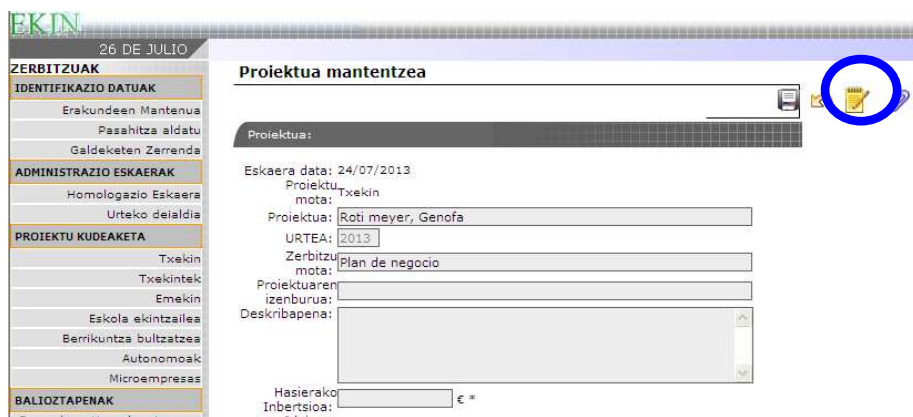 EKIN
26 DE JULIO
ZERBITZUAK
IDENTIFIKAZIO DATUAK
Erakundeen Mantenua
Pasahitza aldatu
Galdeketen Zerrenda
ADMINISTRAZIO ESKAERAK
Homologazio Eskaera
Urteko deialdia
PROIEKTU KUDEAKETA
Txekin
Txekintek
Emekin
Eskola ekintzailea
Berrikuntza bultzatzea
Autonomoak
Microempresas
BALIOZTAPENAK
Proiektua mantentzea
Proiektua:
Eskaera data: 24/07/2013
Proiektu mota: Txekin
Proiektua: Roti meyer, Genofa
URTEA: 2013
Zerbitzu mota: Plan de negocio
Proiektuaren izenburua:
Deskribapena:
Hasierako Inbertsioa: € *